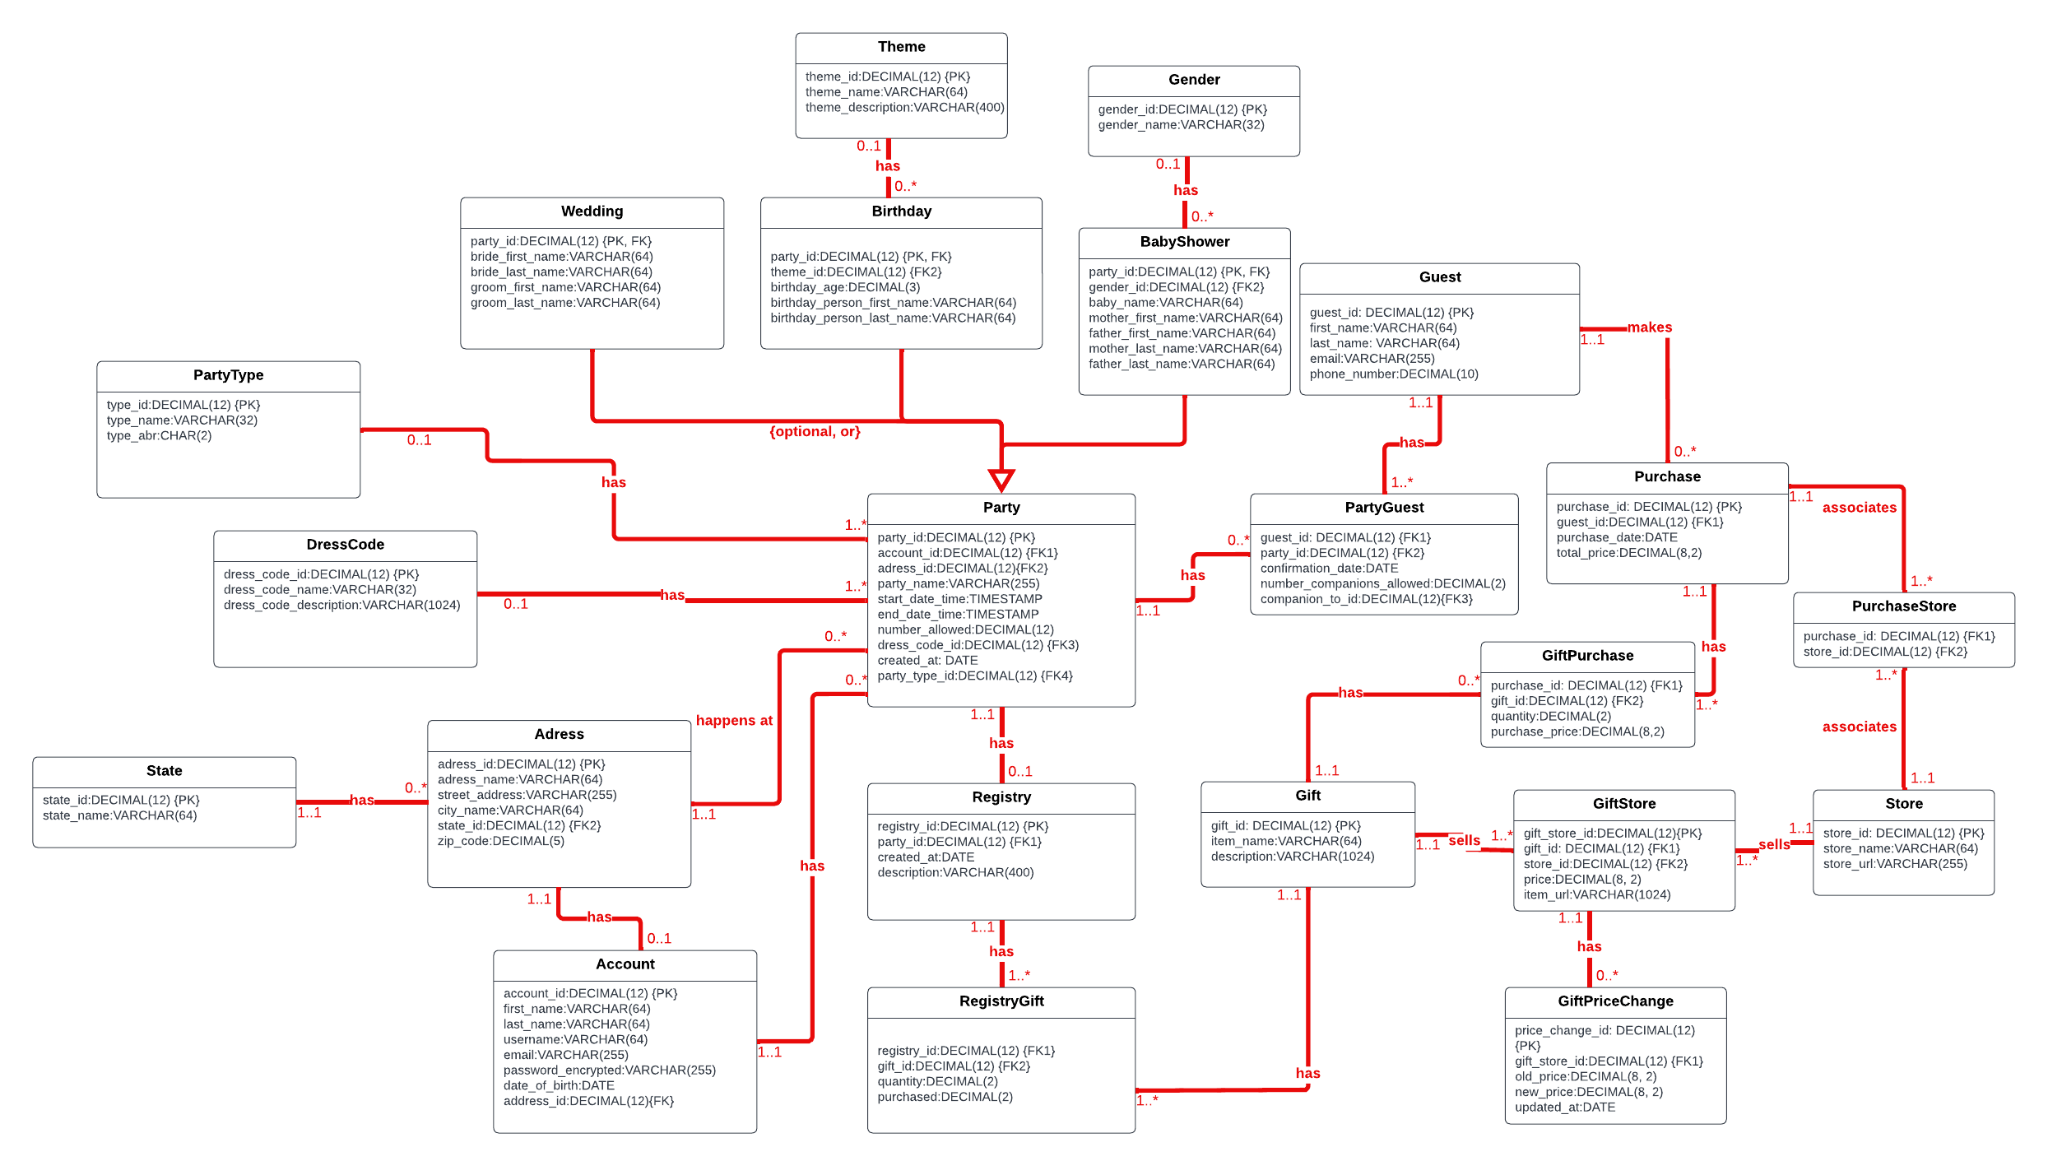 Theme
theme_id:DECIMAL(12) {PK}
theme_name:VARCHAR(64)
theme_description:VARCHAR(400)
0..1
has
0..*
Gender
gender_id:DECIMAL(12) {PK}
gender_name:VARCHAR(32)
0..1
has
0..*
Wedding
party_id:DECIMAL(12) {PK, FK}
bride_first_name:VARCHAR(64)
bride_last_name:VARCHAR(64)
groom_first_name:VARCHAR(64)
groom_last_name:VARCHAR(64)
Birthday
party_id:DECIMAL(12) {PK, FK}
theme_id:DECIMAL(12) {FK2}
birthday_age:DECIMAL(3)
birthday_person_first_name:VARCHAR(64)
birthday_person_last_name:VARCHAR(64)
BabyShower
party_id:DECIMAL(12) {PK, FK}
gender_id:DECIMAL(12) {FK2}
baby_name:VARCHAR(64)
mother_first_name:VARCHAR(64)
father_first_name:VARCHAR(64)
mother_last_name:VARCHAR(64)
father_last_name:VARCHAR(64)
Guest
guest_id: DECIMAL(12) {PK}
first_name:VARCHAR(64)
last_name: VARCHAR(64)
email:VARCHAR(255)
phone_number:DECIMAL(10)
makes
1..1
0..*
1..1
has
1..*
{optional, or}
PartyType
type_id:DECIMAL(12) {PK}
type_name:VARCHAR(32)
type_abr:CHAR(2)
0..1
has
1..*
DressCode
dress_code_id:DECIMAL(12) {PK}
dress_code_name:VARCHAR(32)
dress_code_description:VARCHAR(1024)
0..1
has
1..*
Party
party_id:DECIMAL(12) {PK}
account_id:DECIMAL(12) {FK1}
adress_id:DECIMAL(12){FK2}
party_name:VARCHAR(255)
start_date_time:TIMESTAMP
end_date_time:TIMESTAMP
number_allowed:DECIMAL(12)
dress_code_id:DECIMAL(12) {FK3}
created_at: DATE
party_type_id:DECIMAL(12) {FK4}
0..*
has
1..1
PartyGuest
guest_id: DECIMAL(12) {FK1}
party_id:DECIMAL(12) {FK2}
confirmation_date:DATE
number_companions_allowed:DECIMAL(2)
companion_to_id:DECIMAL(12){FK3}
Purchase
purchase_id: DECIMAL(12) {PK}
guest_id:DECIMAL(12) {FK1}
purchase_date:DATE
total_price:DECIMAL(8,2)
1..1
associates
1..*
PurchaseStore
purchase_id: DECIMAL(12) {FK1}
store_id:DECIMAL(12) {FK2}
1..*
associates
1..1
1..1
has
1..*
GiftPurchase
purchase_id: DECIMAL(12) {FK1}
gift_id:DECIMAL(12) {FK2}
quantity:DECIMAL(2)
purchase_price:DECIMAL(8,2)
0..*
has
1..1
0..*
happens at
1..1
0..*
has
1..1
State
state_id:DECIMAL(12) {PK}
state_name:VARCHAR(64)
1..1
has
0..*
Adress
adress_id:DECIMAL(12) {PK}
adress_name:VARCHAR(64)
street_address:VARCHAR(255)
city_name:VARCHAR(64)
state_id:DECIMAL(12) {FK2}
zip_code:DECIMAL(5)
1..1
has
0..1
Account
account_id:DECIMAL(12) {PK}
first_name:VARCHAR(64)
last_name:VARCHAR(64)
username:VARCHAR(64)
email:VARCHAR(255)
password_encrypted:VARCHAR(255)
date_of_birth:DATE
address_id:DECIMAL(12){FK}
1..1
has
0..1
Registry
registry_id:DECIMAL(12) {PK}
party_id:DECIMAL(12) {FK1}
created_at:DATE
description:VARCHAR(400)
1..1
has
1..*
RegistryGift
registry_id:DECIMAL(12) {FK1}
gift_id:DECIMAL(12) {FK2}
quantity:DECIMAL(2)
purchased:DECIMAL(2)
1..*
has
1..1
Gift
gift_id: DECIMAL(12) {PK}
item_name:VARCHAR(64)
description:VARCHAR(1024)
1..1
sells
1..*
GiftStore
gift_store_id:DECIMAL(12){PK}
gift_id: DECIMAL(12) {FK1}
store_id:DECIMAL(12) {FK2}
price:DECIMAL(8, 2)
item_url:VARCHAR(1024)
1..*
sells
1..1
Store
store_id: DECIMAL(12) {PK}
store_name:VARCHAR(64)
store_url:VARCHAR(255)
1..1
has
0..*
GiftPriceChange
price_change_id: DECIMAL(12)
{PK}
gift_store_id:DECIMAL(12) {FK1}
old_price:DECIMAL(8, 2)
new_price:DECIMAL(8, 2)
updated_at:DATE